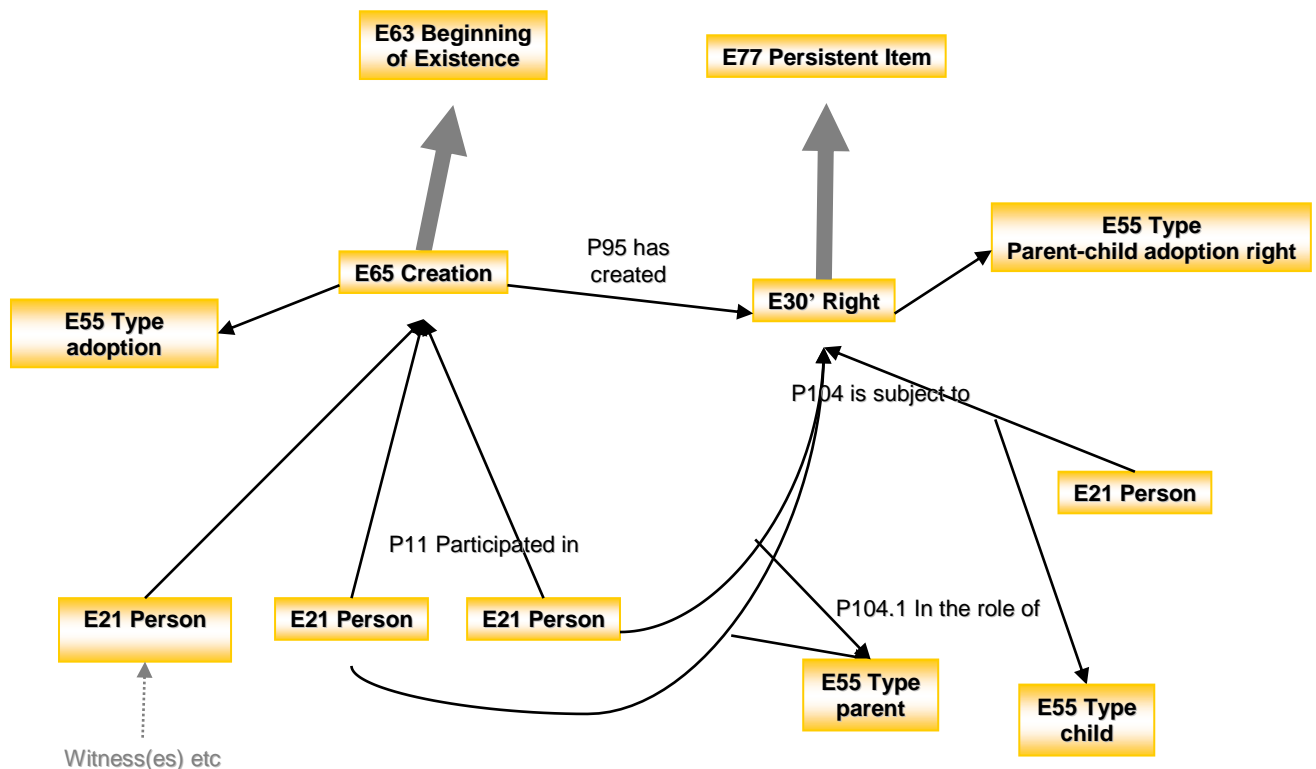 E63 Beginning
of Existence
E77 Persistent Item
E55 Type
Parent-child adoption right
P95 has
created
E65 Creation
E30’ Right
E55 Type
adoption
P104 is subject to
E21 Person
P11 Participated in
E21 Person
E21 Person
E21 Person
P104.1 In the role of
E55 Type
parent
E55 Type
child
Witness(es) etc